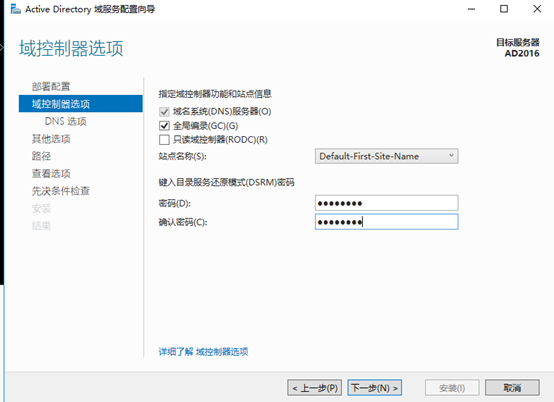 Active Directory 域服务配置向导
域控制器选项
目标服务器
AD2016
部署配置
域控制器选项
DNS 选项
其他选项
路径
查看选项
先决条件检查
安装
结果
指定域控制器功能和站点信息
域名系统(DNS)服务器(O)
全局编录(GC)(G)
只读域控制器(RODC)(R)
站点名称(S):
Default-First-Site-Name
键入目录服务还原模式(DSRM)密码
密码(D):
●●●●●●●●
确认密码(C):
●●●●●●●●
详细了解 域控制器选项
< 上一步(P)
下一步(N) >
安装(I)
取消